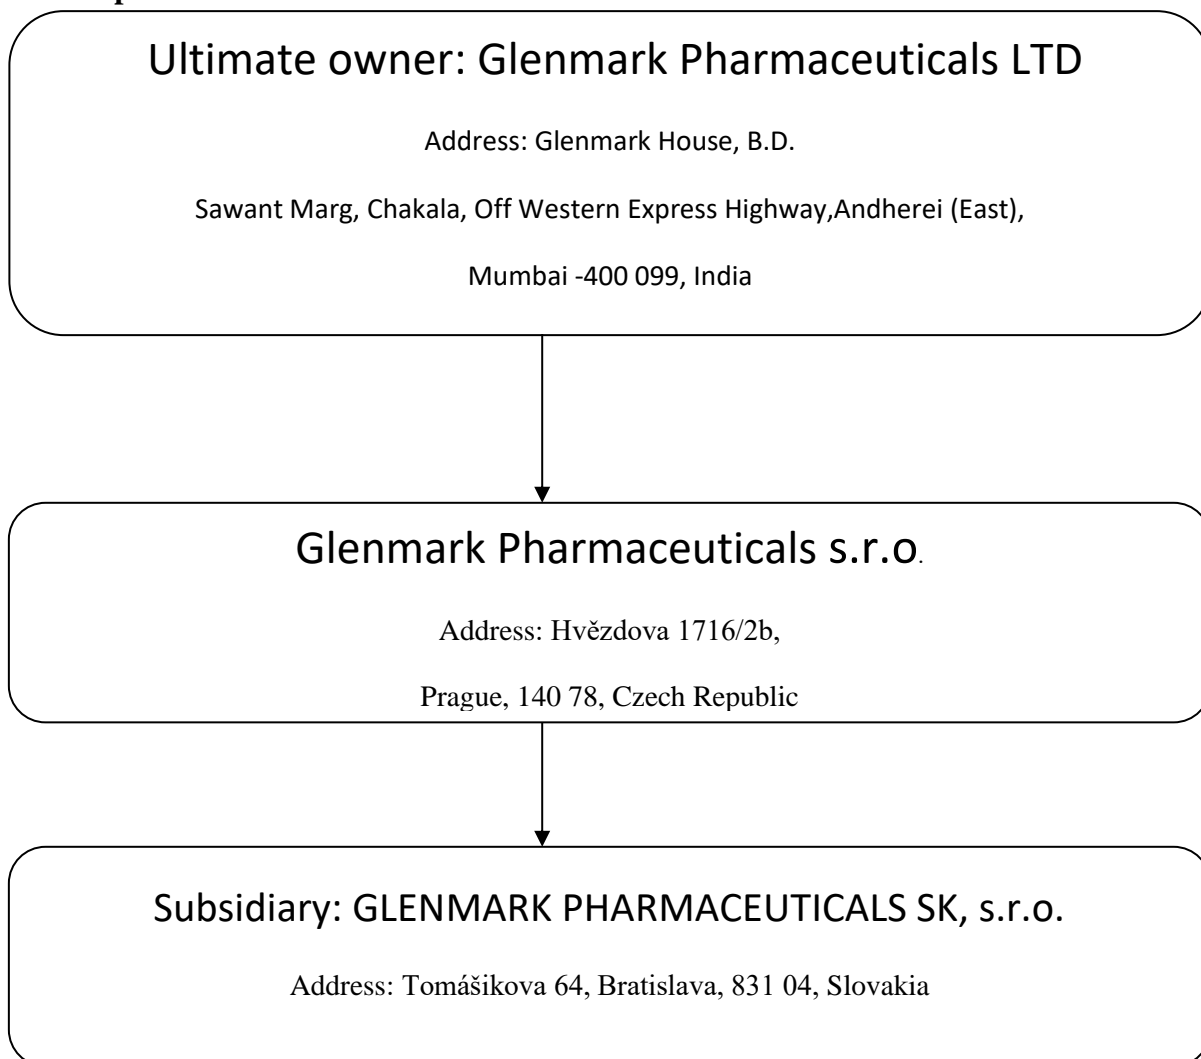 Ultimate owner: Glenmark Pharmaceuticals LTD
Address: Glenmark House, B.D.
Sawant Marg, Chakala, Off Western Express Highway,Andherei (East),
Mumbai -400 099, India
Glenmark Pharmaceuticals s.r.o.
Address: Hvězdova 1716/2b,
Prague, 140 78, Czech Republic
Subsidiary: GLENMARK PHARMACEUTICALS SK, s.r.o.
Address: Tomášikova 64, Bratislava, 831 04, Slovakia